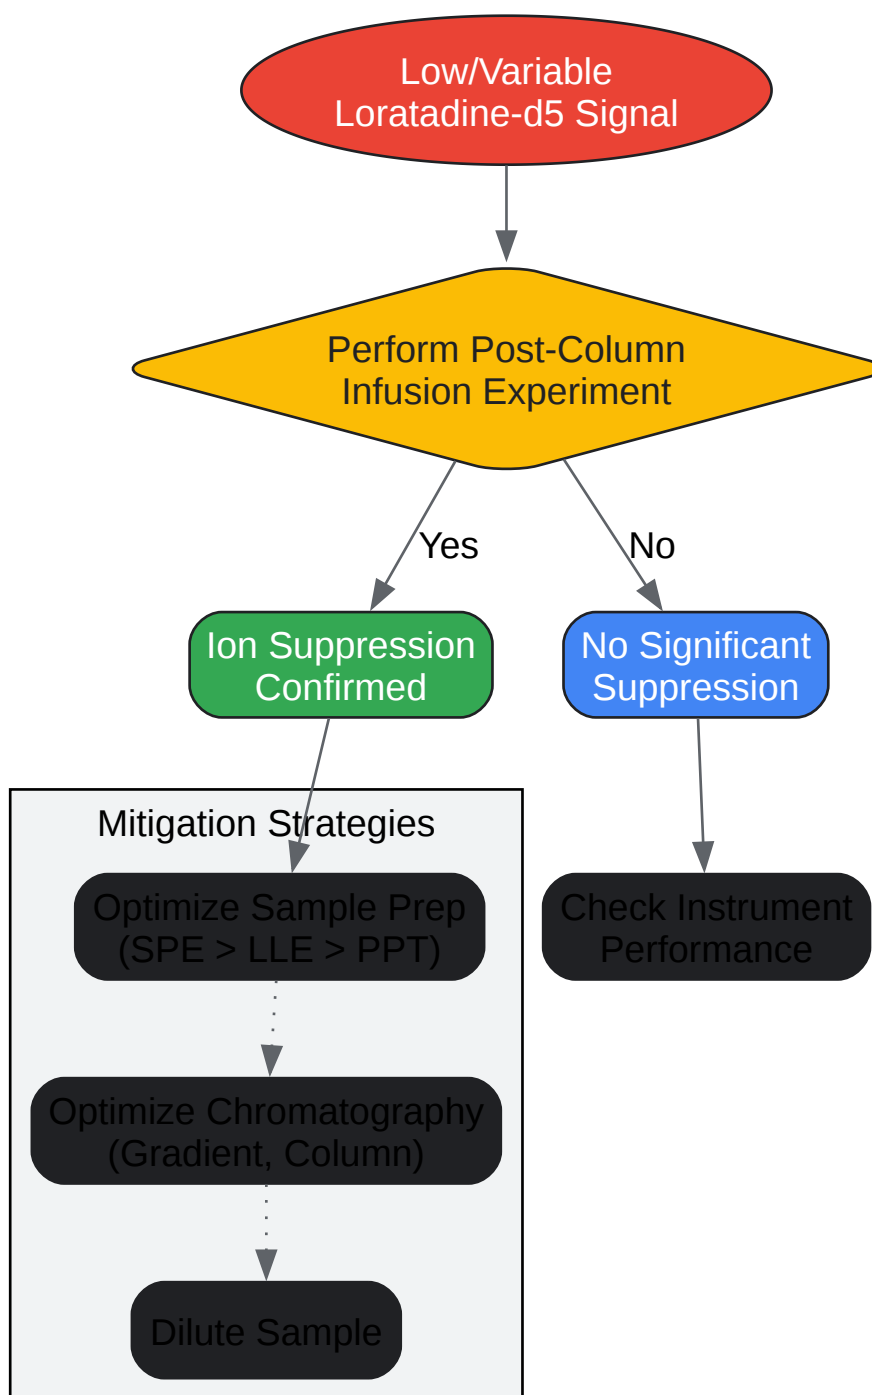 Low/Variable
Loratadine-d5 Signal
Perform Post-Column
Infusion Experiment
Yes
No
Ion Suppression
Confirmed
No Significant
Suppression
Mitigation Strategies
Optimize Sample Prep
(SPE > LLE > PPT)
Check Instrument
Performance
Optimize Chromatography
(Gradient, Column)
Dilute Sample